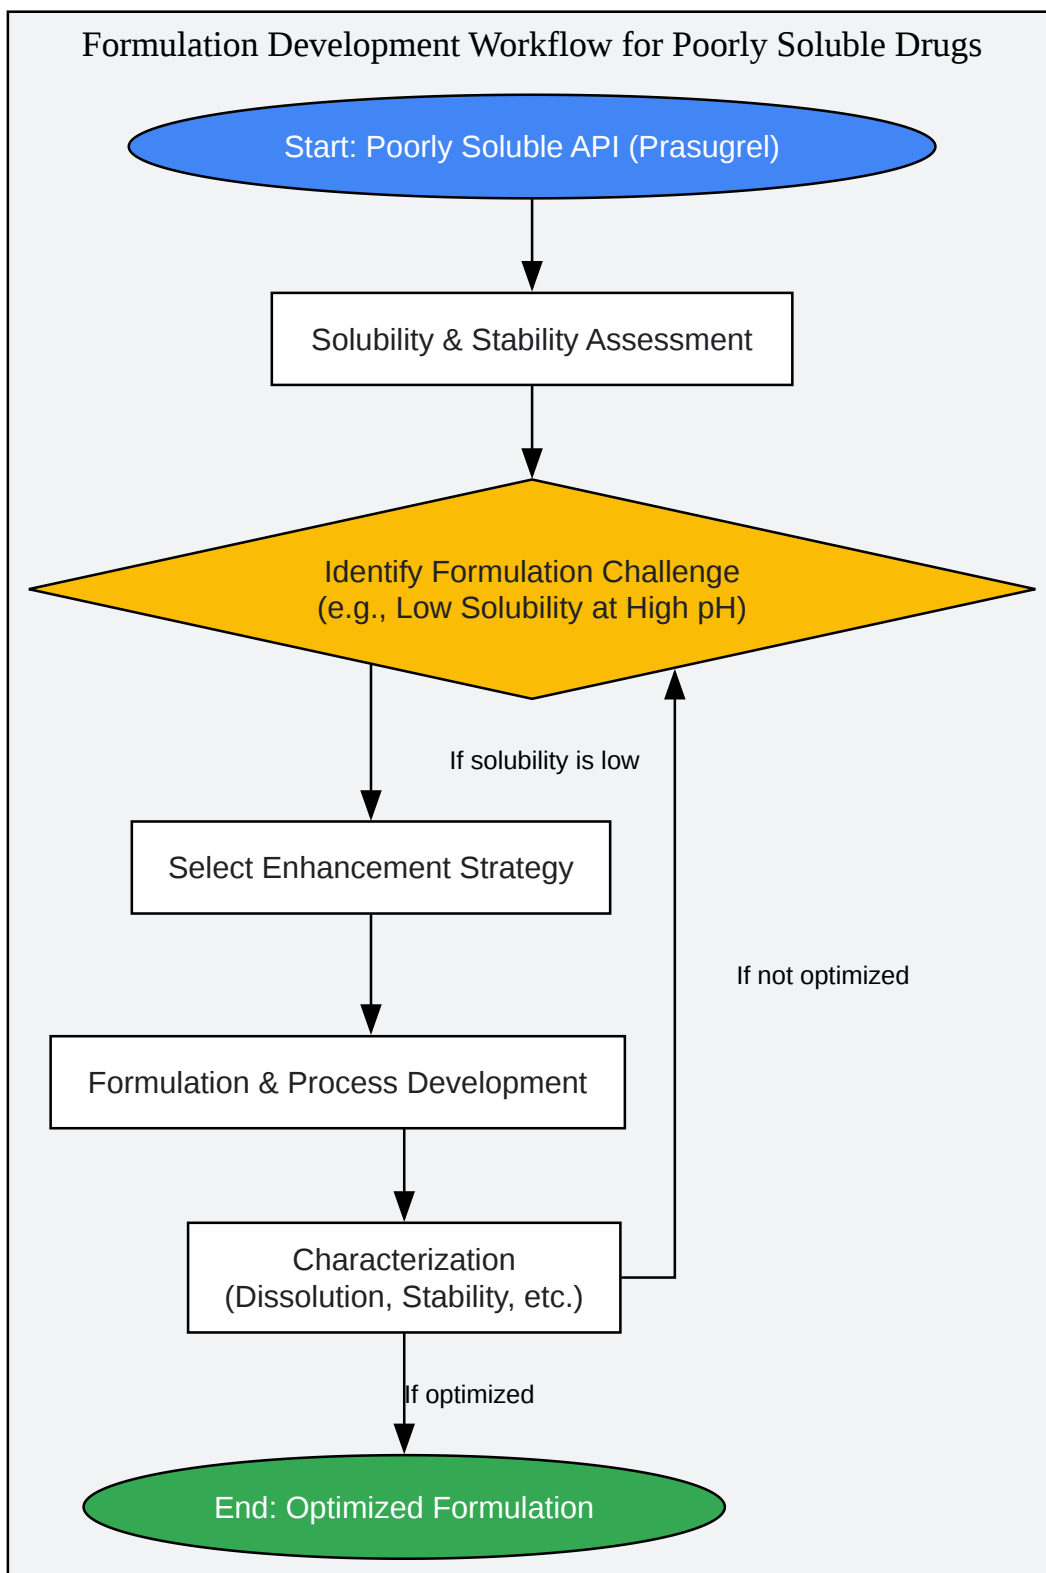 Formulation Development Workflow for Poorly Soluble Drugs
Start: Poorly Soluble API (Prasugrel)
Solubility & Stability Assessment
Identify Formulation Challenge
(e.g., Low Solubility at High pH)
If solubility is low
Select Enhancement Strategy
If not optimized
Formulation & Process Development
Characterization
(Dissolution, Stability, etc.)
If optimized
End: Optimized Formulation